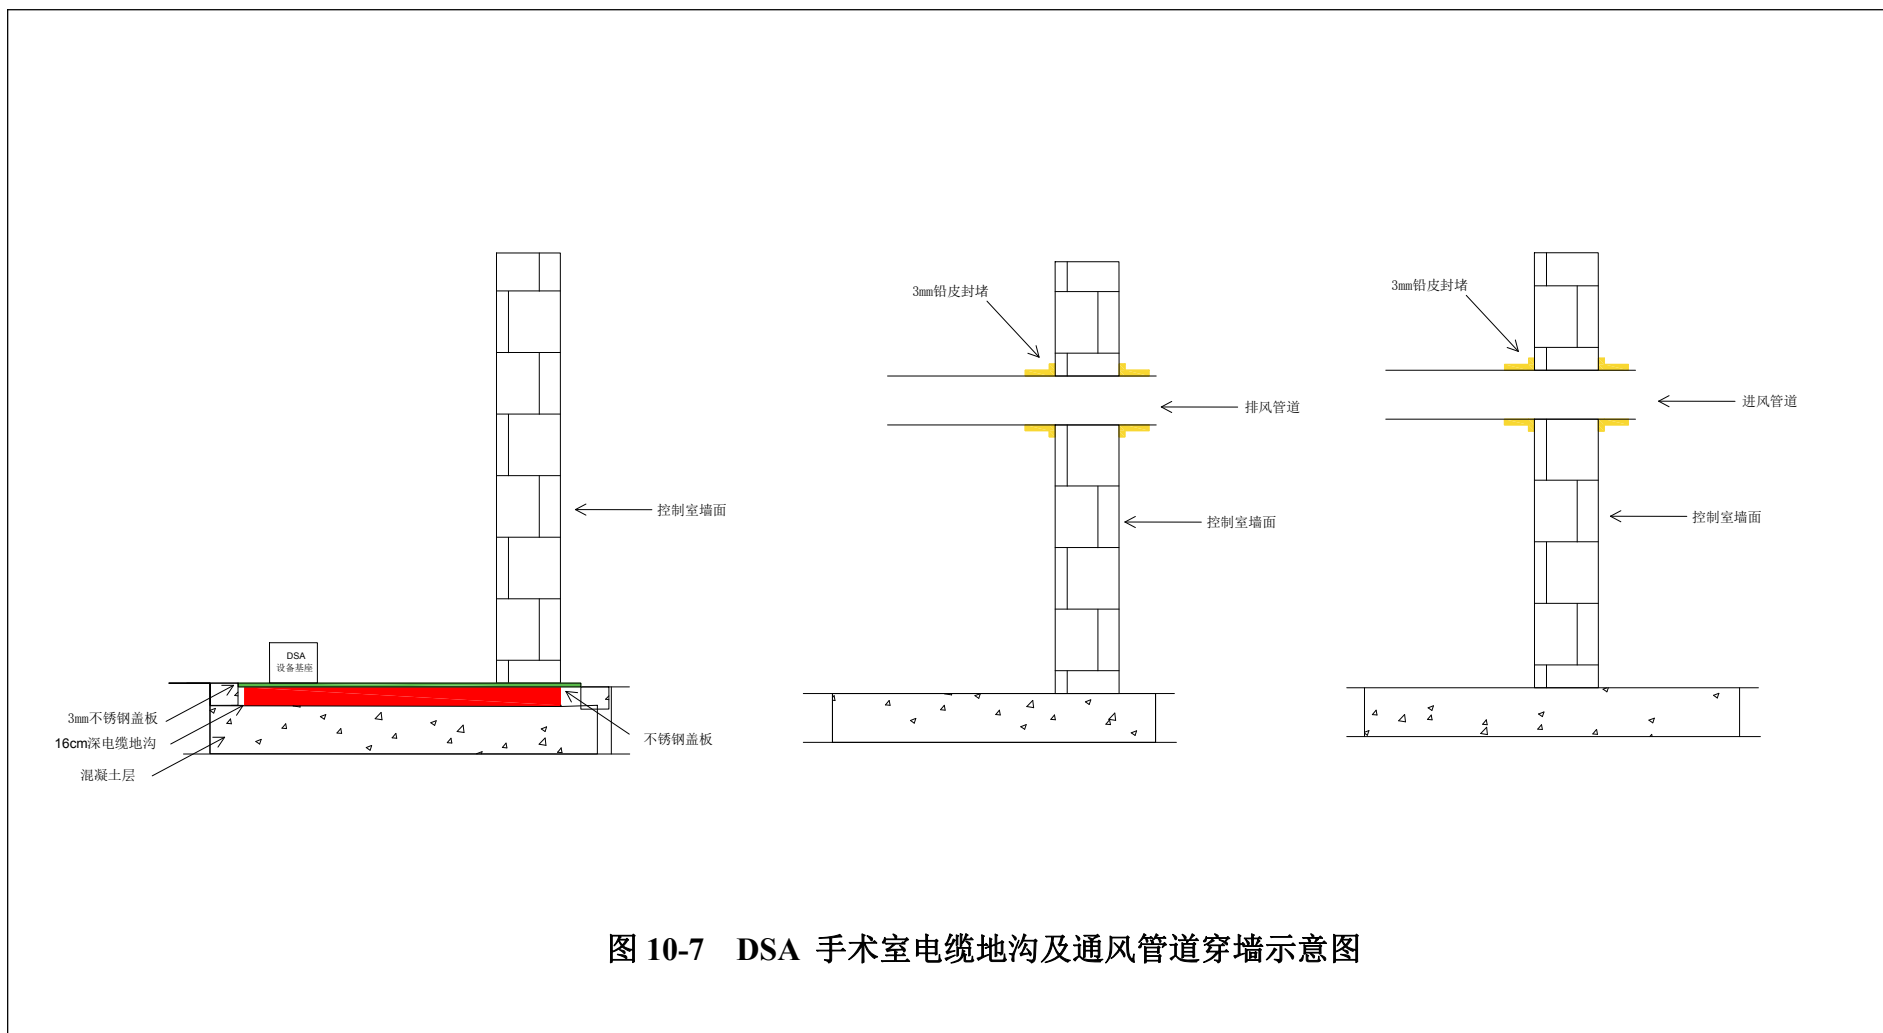 控制室墙面
DSA
设备基座
3mm不锈钢盖板
16cm深电缆地沟
混凝土层
不锈钢盖板
3mm铅皮封堵
排风管道
控制室墙面
3mm铅皮封堵
进风管道
控制室墙面
图 10-7 DSA 手术室电缆地沟及通风管道穿墙示意图